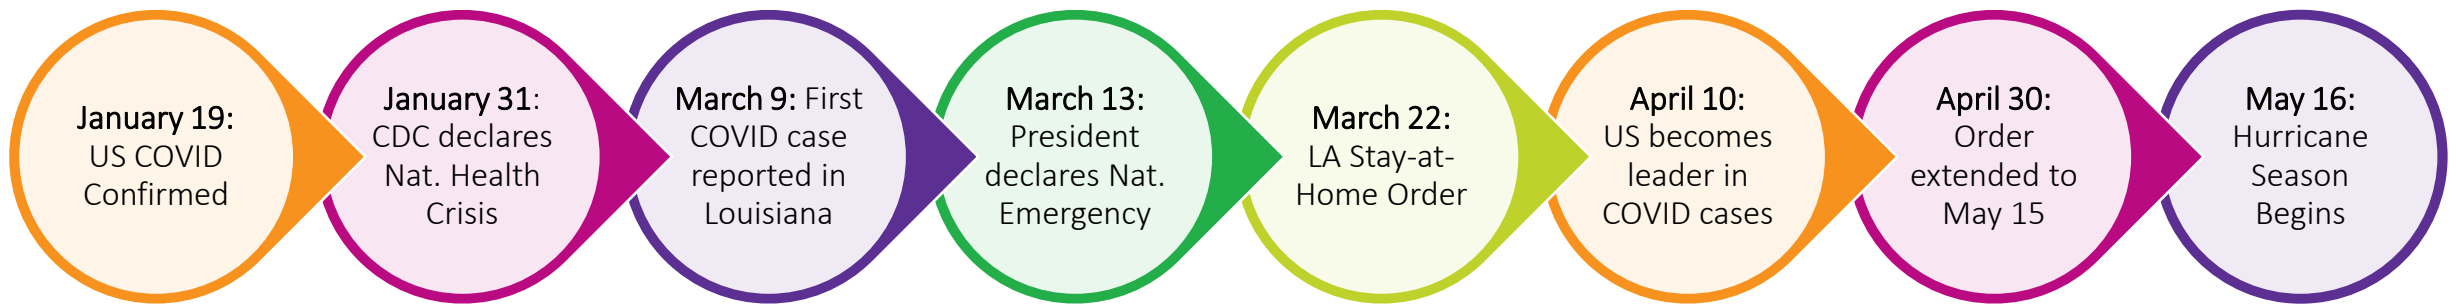 January 19:
US COVID
Confirmed
January 31:
CDC declares
Nat. Health
Crisis
March 9: First
COVID case
reported in
Louisiana
March 13:
President
declares Nat.
Emergency
March 22:
LA Stay-at-
Home Order
April 10:
US becomes
leader in
COVID cases
April 30:
Order
extended to
May 15
May 16:
Hurricane
Season
Begins